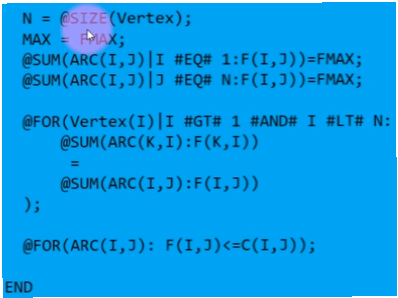 N = @SIZE(Vertex);
MAX = FMAX;
@SUM(ARC(I,J)|I #EQ# 1:F(I,J))=FMAX;
@SUM(ARC(I,J)|J #EQ# N:F(I,J))=FMAX;
@FOR(Vertex(I)|I #GT# 1 #AND# I #LT# N:
@SUM(ARC(K,I):F(K,I))
=
@SUM(ARC(I,J):F(I,J))
);
@FOR(ARC(I,J): F(I,J)<=C(I,J));
END